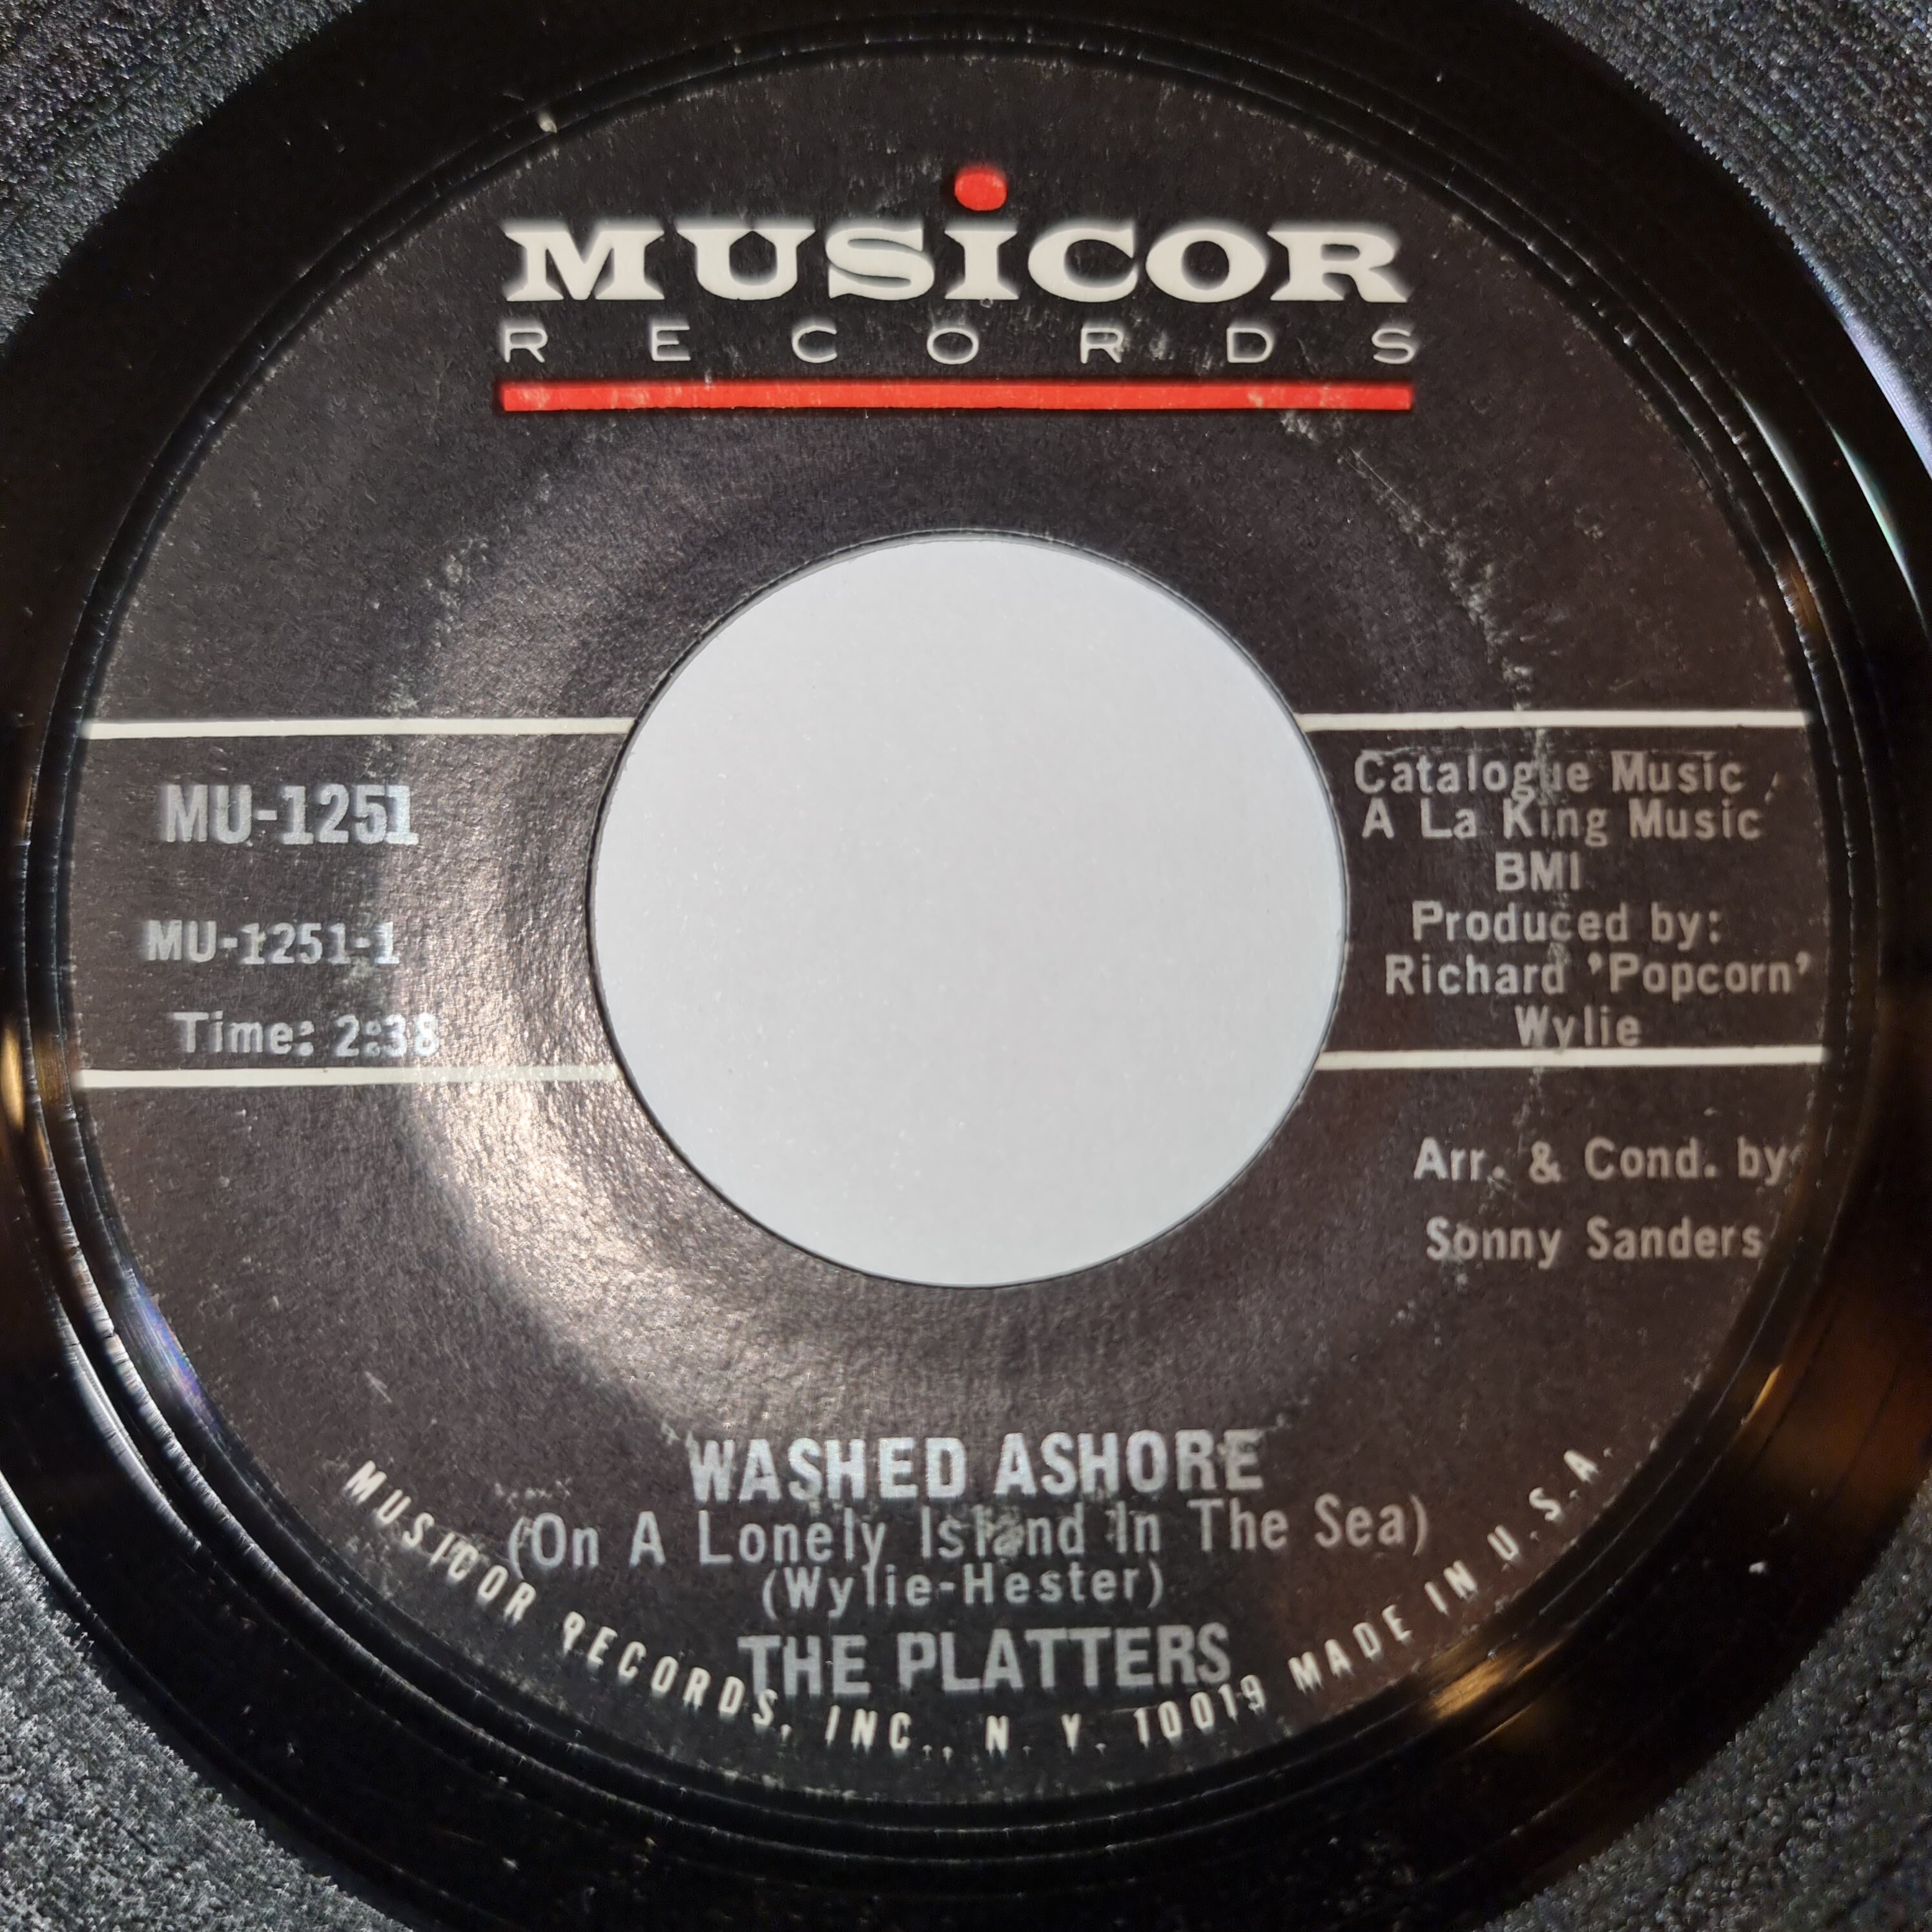 MUSiCOR
RECORDS
MU-1251
MU-1251-1
Time: 2:38
Catalogue Music
A La King Music
BMI
Produced by:
Richard 'Popcorn'
Wylie
Arr. & Cond. by
Sonny Sanders
WASHED ASHORE
(On A Lonely Island In The Sea)
(Wylie-Hester)
THE PLATTERS
MUSICOR RECORDS, INC., N. Y. 10019 MADE IN U.S.A.